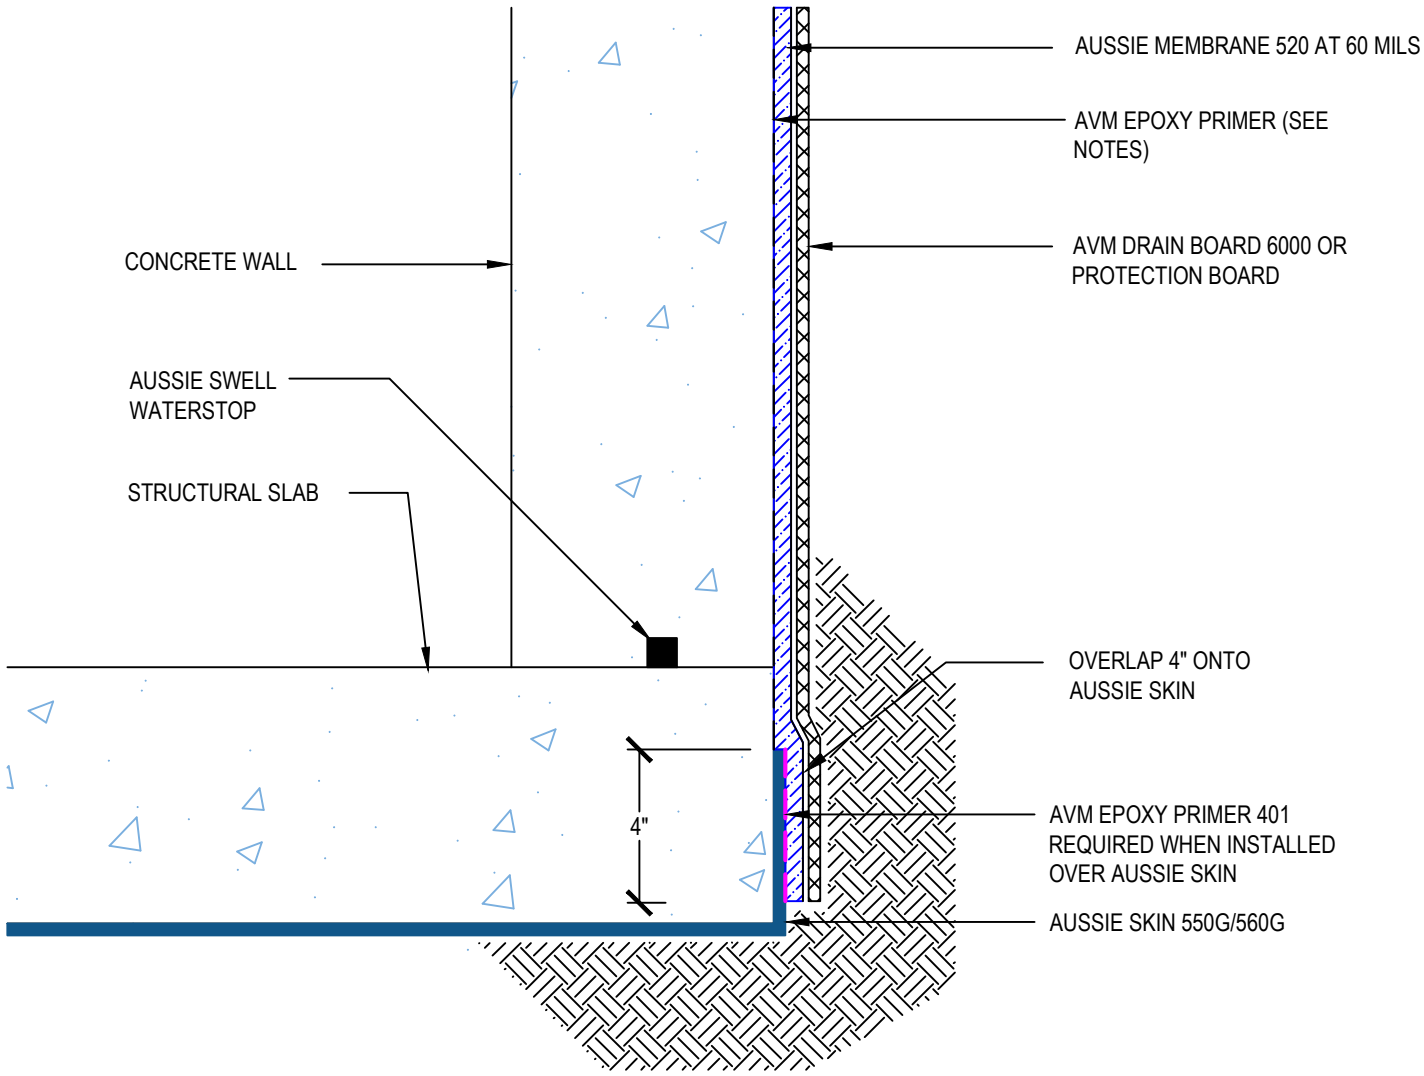 AUSSIE MEMBRANE 520 AT 60 MILS
AVM EPOXY PRIMER (SEE
NOTES)
AVM DRAIN BOARD 6000 OR
PROTECTION BOARD
CONCRETE WALL
AUSSIE SWELL
WATERSTOP
STRUCTURAL SLAB
OVERLAP 4" ONTO
AUSSIE SKIN
4"
AVM EPOXY PRIMER 401
REQUIRED WHEN INSTALLED
OVER AUSSIE SKIN
AUSSIE SKIN 550G/560G